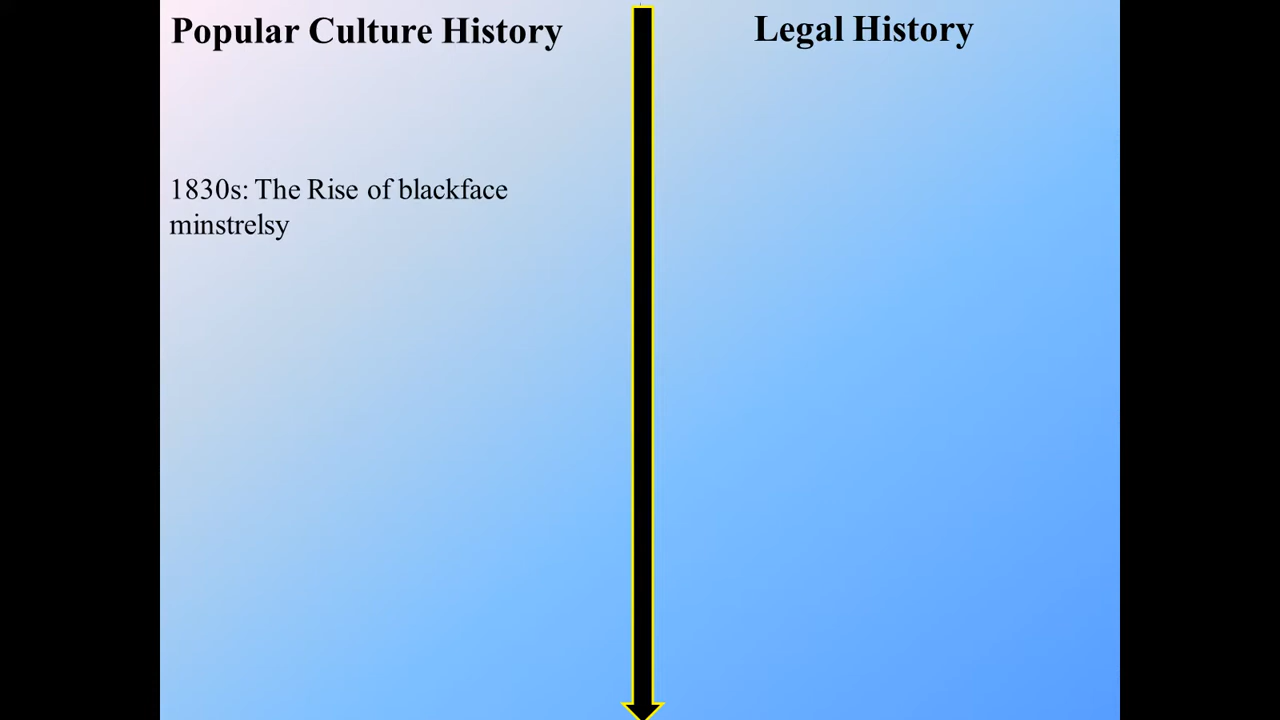 Popular Culture History
Legal History
1830s: The Rise of blackface
minstrelsy